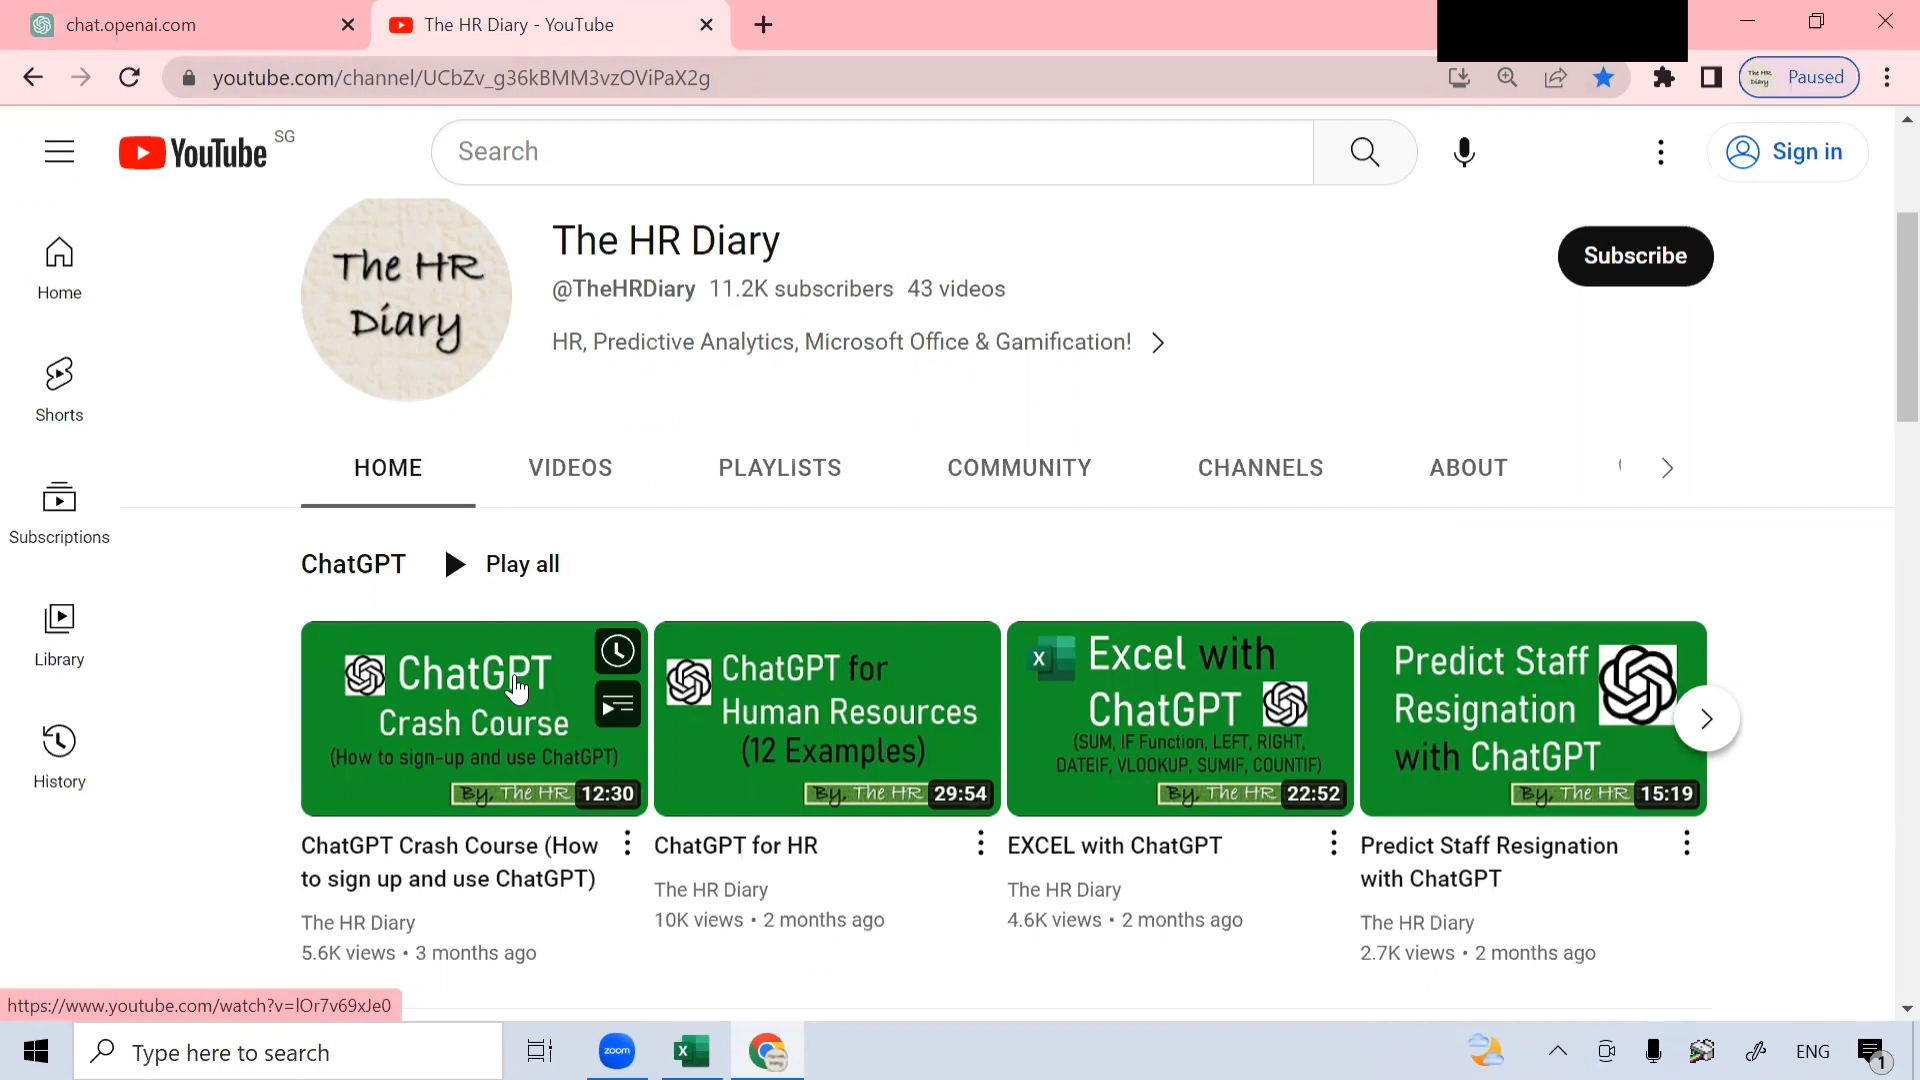 chat.openai.com
The HR Diary - YouTube
youtube.com/channel/UCbZv_g36kBMM3vzOViPaX2g
The HR Diary
Paused
YouTube SG
Search
Sign in
The HR Diary
The HR Diary
@TheHRDiary 11.2K subscribers 43 videos
HR, Predictive Analytics, Microsoft Office & Gamification!
Subscribe
Home
Shorts
Subscriptions
Library
History
HOME VIDEOS PLAYLISTS COMMUNITY CHANNELS ABOUT
ChatGPT Play all
ChatGPT
Crash Course
(How to sign-up and use ChatGPT)
By, The HR 12:30
ChatGPT for
Human Resources
(12 Examples)
By, The HR 29:54
Excel with
ChatGPT
(SUM, IF Function, LEFT, RIGHT,
DATEIF, VLOOKUP, SUMIF, COUNTIF)
By, The HR 22:52
Predict Staff
Resignation
with ChatGPT
By, The HR 15:19
ChatGPT Crash Course (How
to sign up and use ChatGPT)
The HR Diary
5.6K views • 3 months ago
ChatGPT for HR
The HR Diary
10K views • 2 months ago
EXCEL with ChatGPT
The HR Diary
4.6K views • 2 months ago
Predict Staff Resignation
with ChatGPT
The HR Diary
2.7K views • 2 months ago
https://www.youtube.com/watch?v=lOr7v69xJe0
Type here to search
zoom
ENG
1